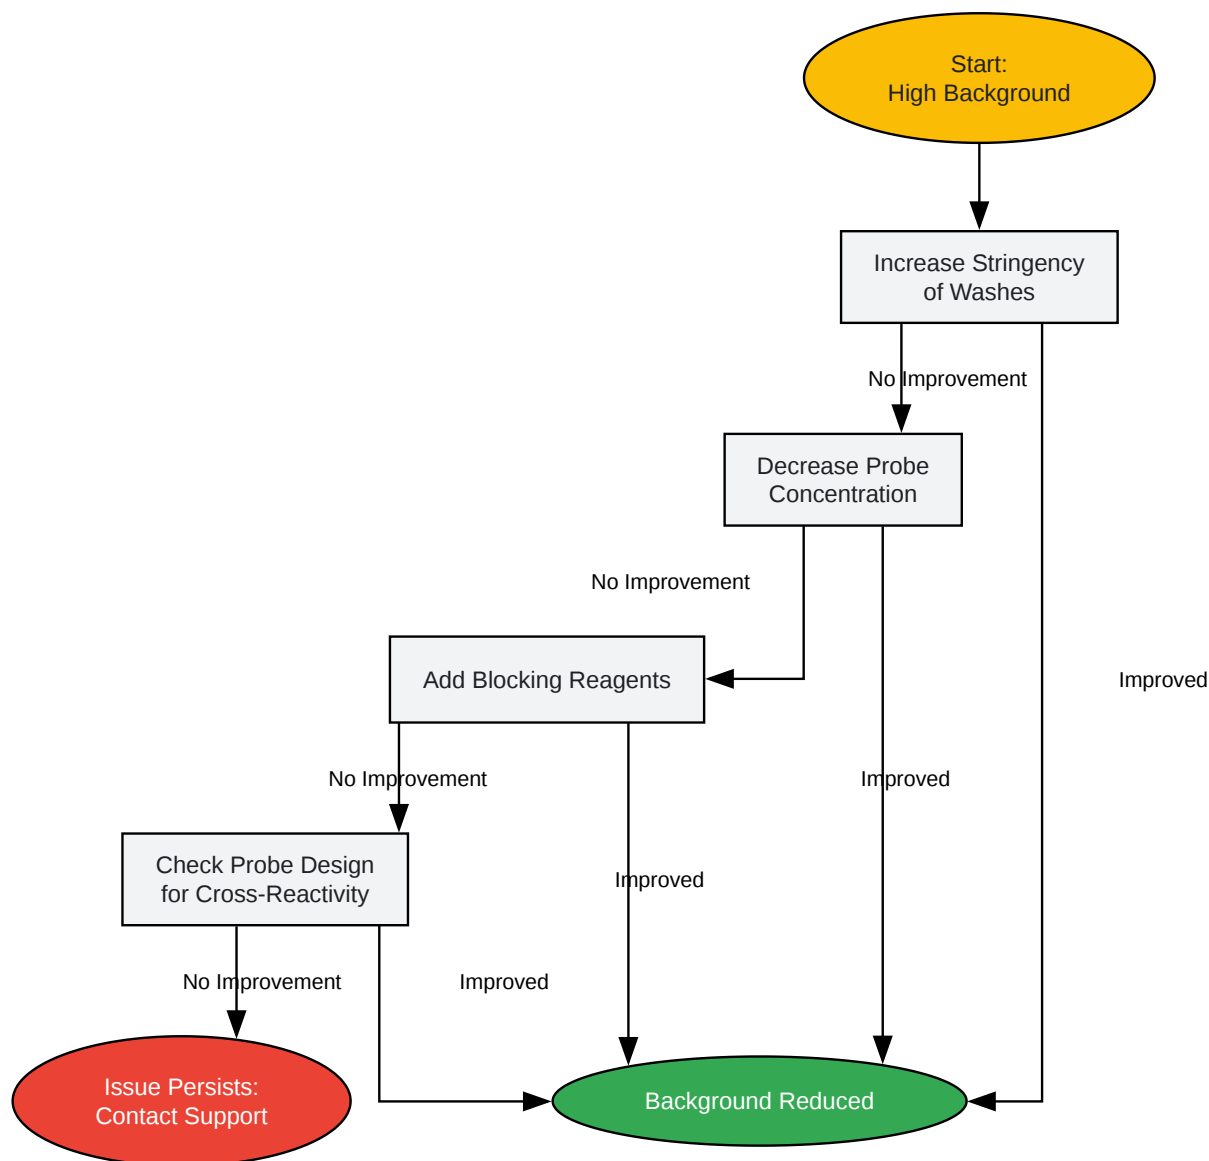 Start:
High Background
Increase Stringency
of Washes
No Improvement
Decrease Probe
Concentration
No Improvement
Add Blocking Reagents
Improved
No Improvement
Improved
Check Probe Design
for Cross-Reactivity
Improved
No Improvement
Improved
Issue Persists:
Contact Support
Background Reduced